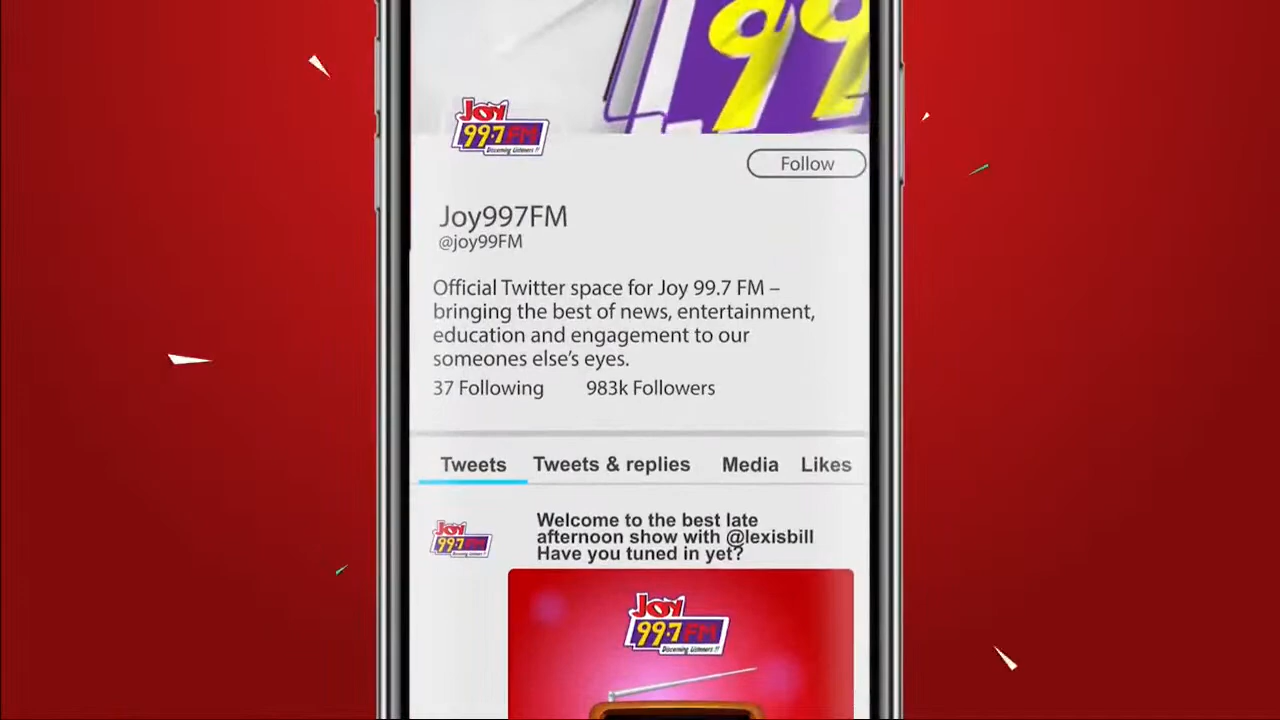 99
JOY
99.7 FM
Discerning Listeners !!
Follow
Joy997FM
@joy99FM
Official Twitter space for Joy 99.7 FM –
bringing the best of news, entertainment,
education and engagement to our
someones else's eyes.
37 Following 983k Followers
Tweets Tweets & replies Media Likes
JOY
99.7 FM
Discerning Listeners !!
Welcome to the best late
afternoon show with @lexisbill
Have you tuned in yet?
JOY
99.7 FM
Discerning Listeners !!